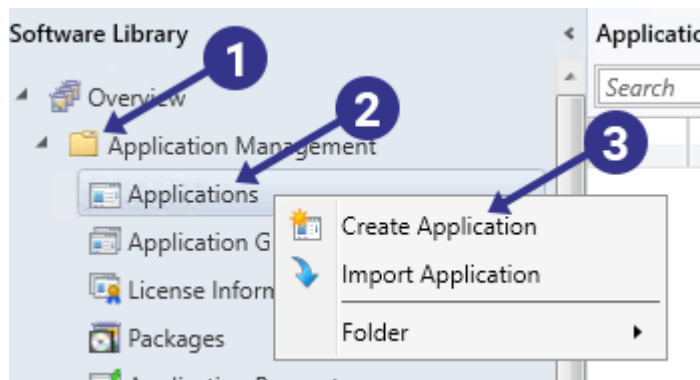 Software Library
Applicatio
1
Overview
Search
2
Application Management
3
Applications
Create Application
Application G
Import Application
License Inform
Packages
Folder